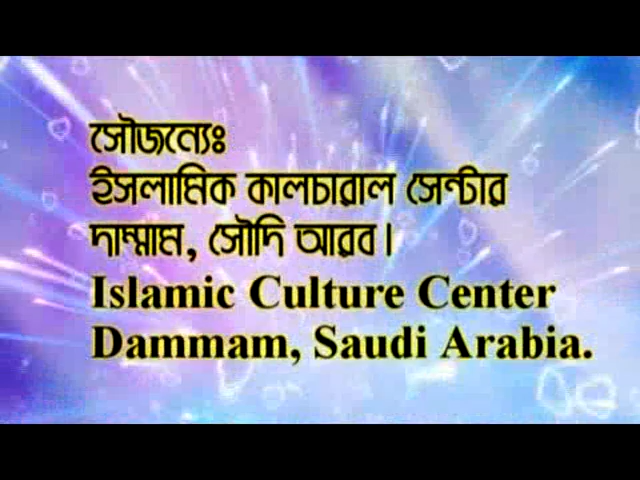 সৌজন্যেঃ
ইসলামিক কালচারাল সেন্টার
দাম্মাম, সৌদি আরব।
Islamic Culture Center
Dammam, Saudi Arabia.